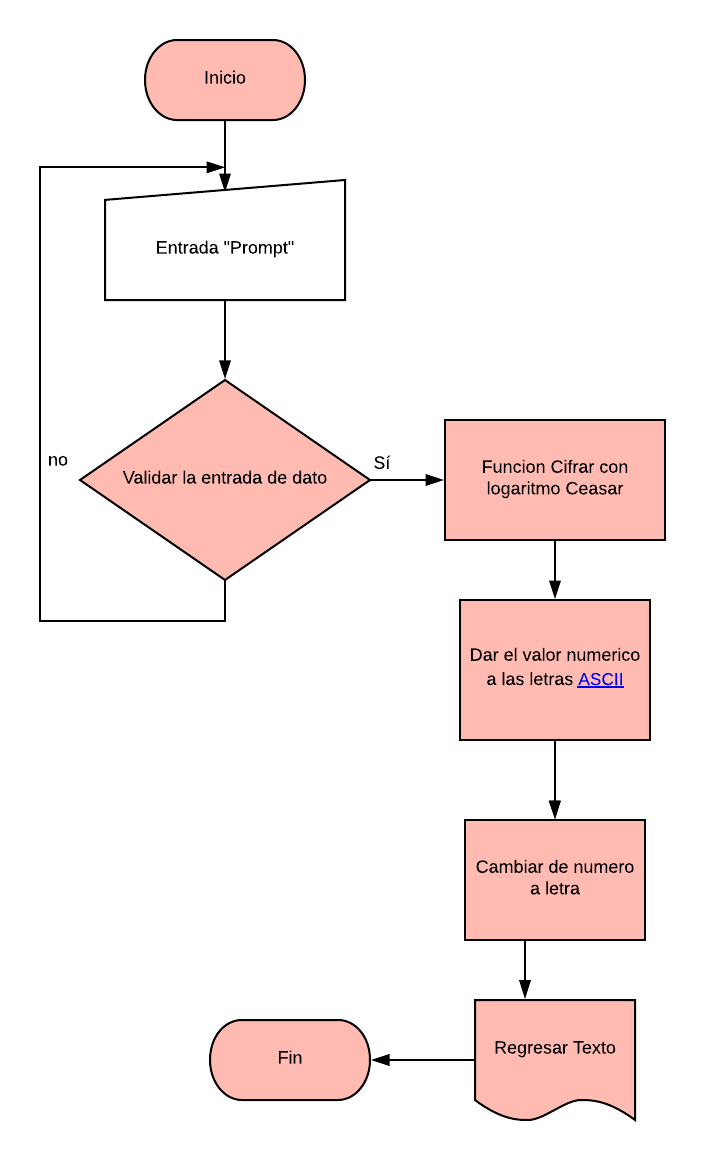 Inicio
Entrada "Prompt"
no
Validar la entrada de dato
Sí
Funcion Cifrar con
logaritmo Ceasar
Dar el valor numerico
a las letras ASCII
Cambiar de numero
a letra
Regresar Texto
Fin